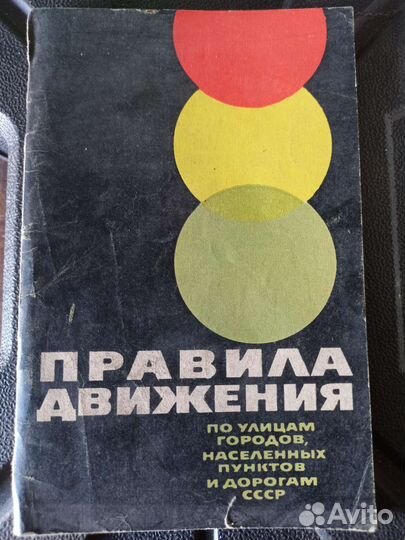 ПРАВИЛА
ДВИЖЕНИЯ
ПО УЛИЦАМ
ГОРОДОВ,
НАСЕЛЕННЫХ
ПУНКТОВ
И ДОРОГАМ
СССР
Avito